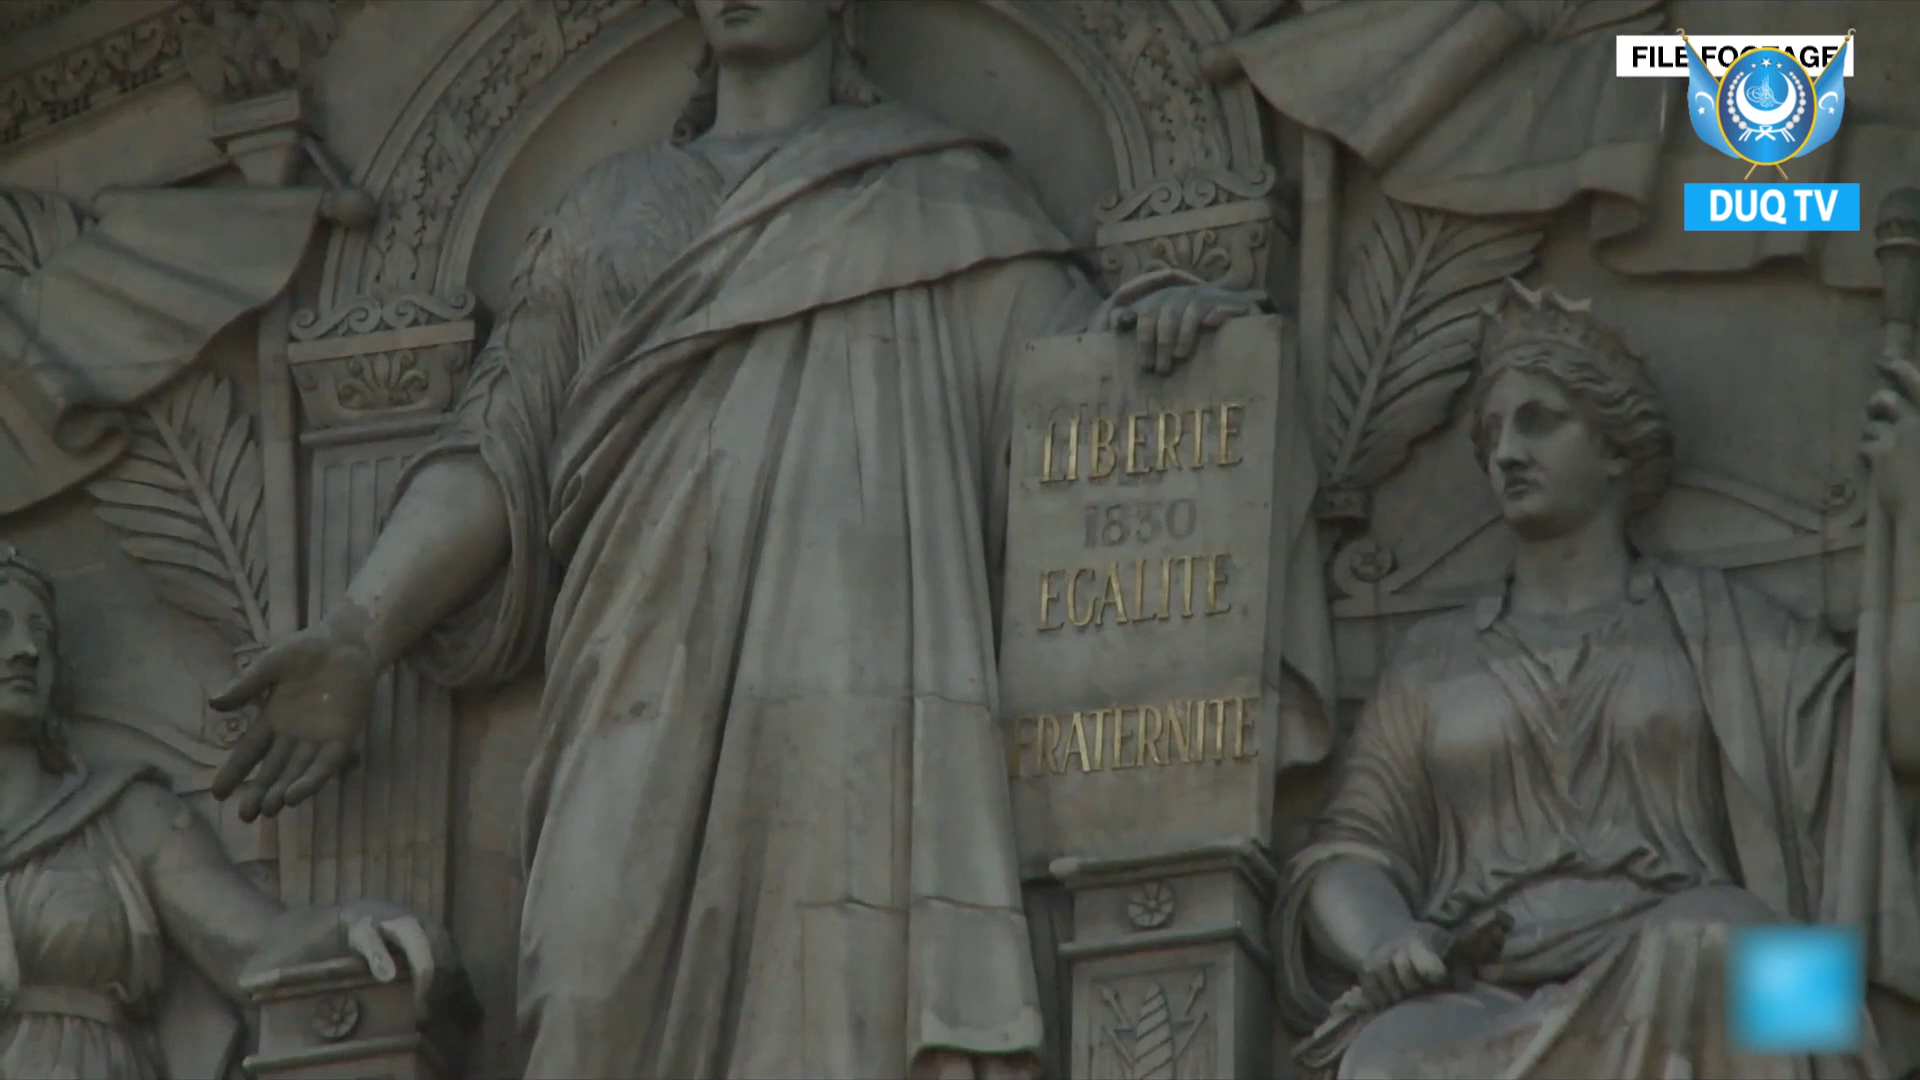 FILE FOOTAGE
DUQ TV
LIBERTE
1830
EGALITE
FRATERNITE